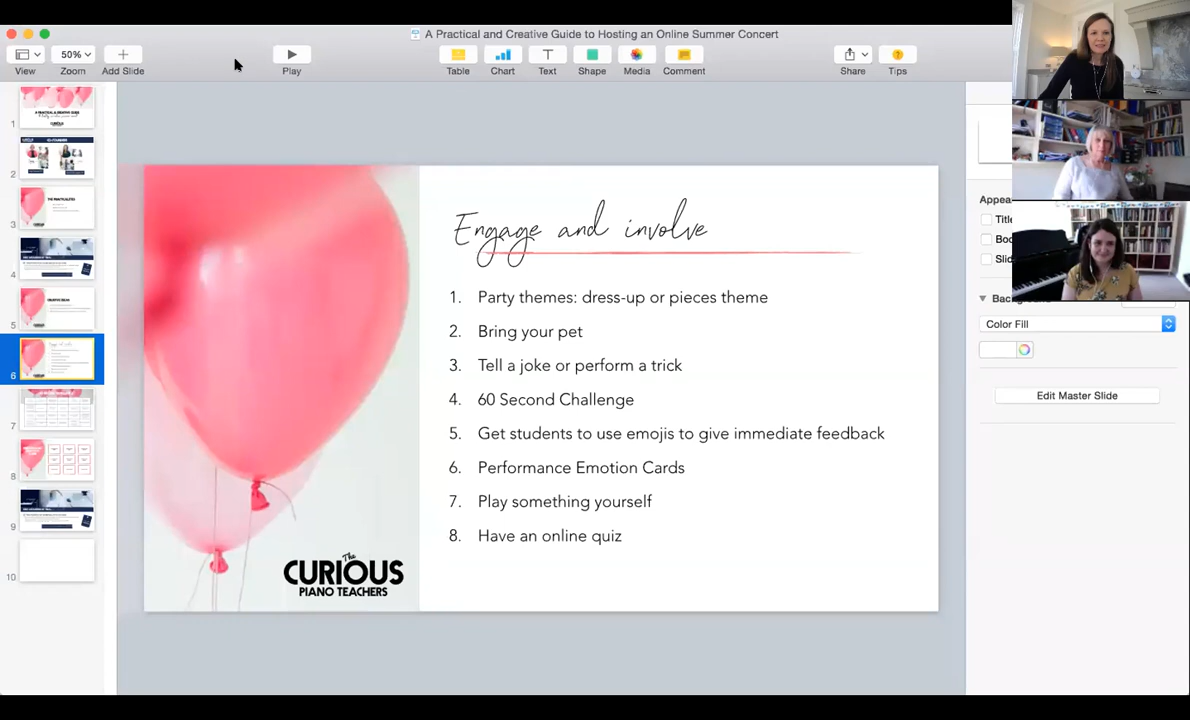 A Practical and Creative Guide to Hosting an Online Summer Concert
50%
View
Zoom
Add Slide
Play
Table
Chart
Text
Shape
Media
Comment
Share
Tips
1
2
3
4
5
6
7
8
9
10
Engage and involve
1. Party themes: dress-up or pieces theme
2. Bring your pet
3. Tell a joke or perform a trick
4. 60 Second Challenge
5. Get students to use emojis to give immediate feedback
6. Performance Emotion Cards
7. Play something yourself
8. Have an online quiz
The
CURIOUS
PIANO TEACHERS
Color Fill
Edit Master Slide